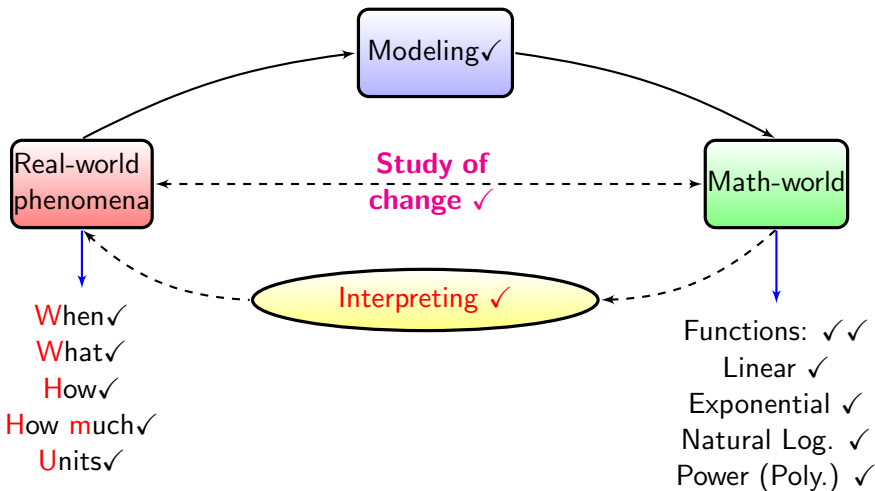 Modeling✓
Real-world
phenomena
Study of
change ✓
Math-world
Interpreting ✓
When✓
What✓
How✓
How much✓
Units✓
Functions: ✓✓
Linear ✓
Exponential ✓
Natural Log. ✓
Power (Poly.) ✓